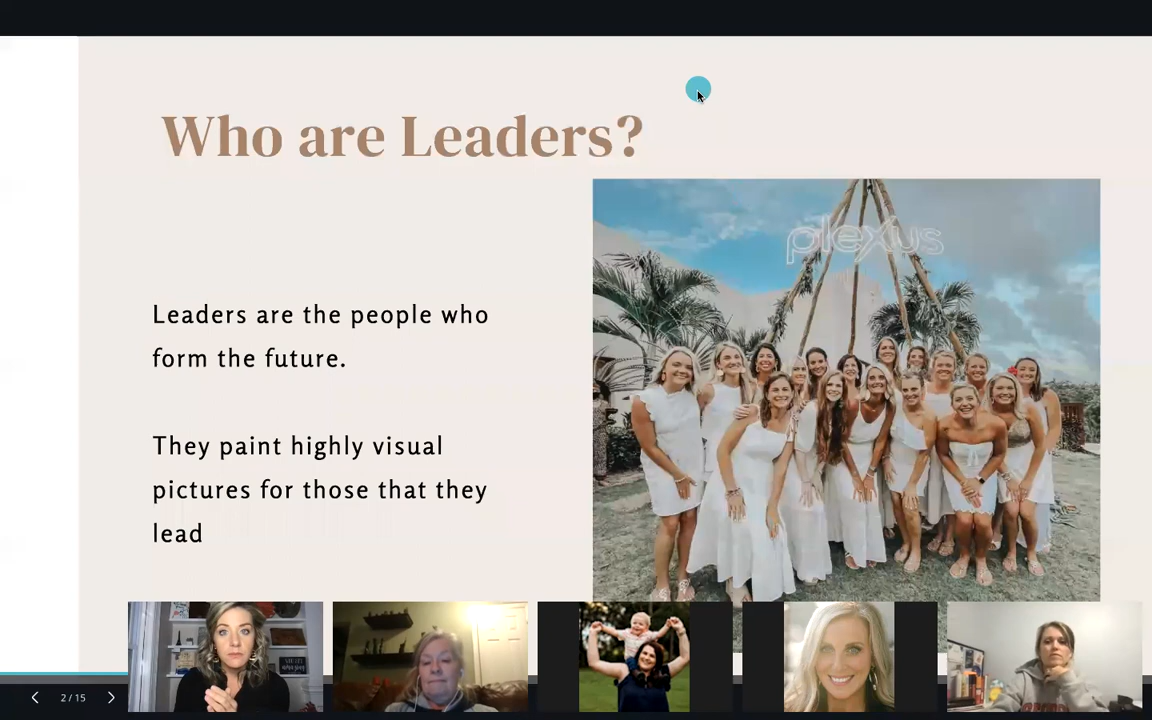 Who are Leaders?
plexus
Leaders are the people who
form the future.
They paint highly visual
pictures for those that they
lead
2 / 15